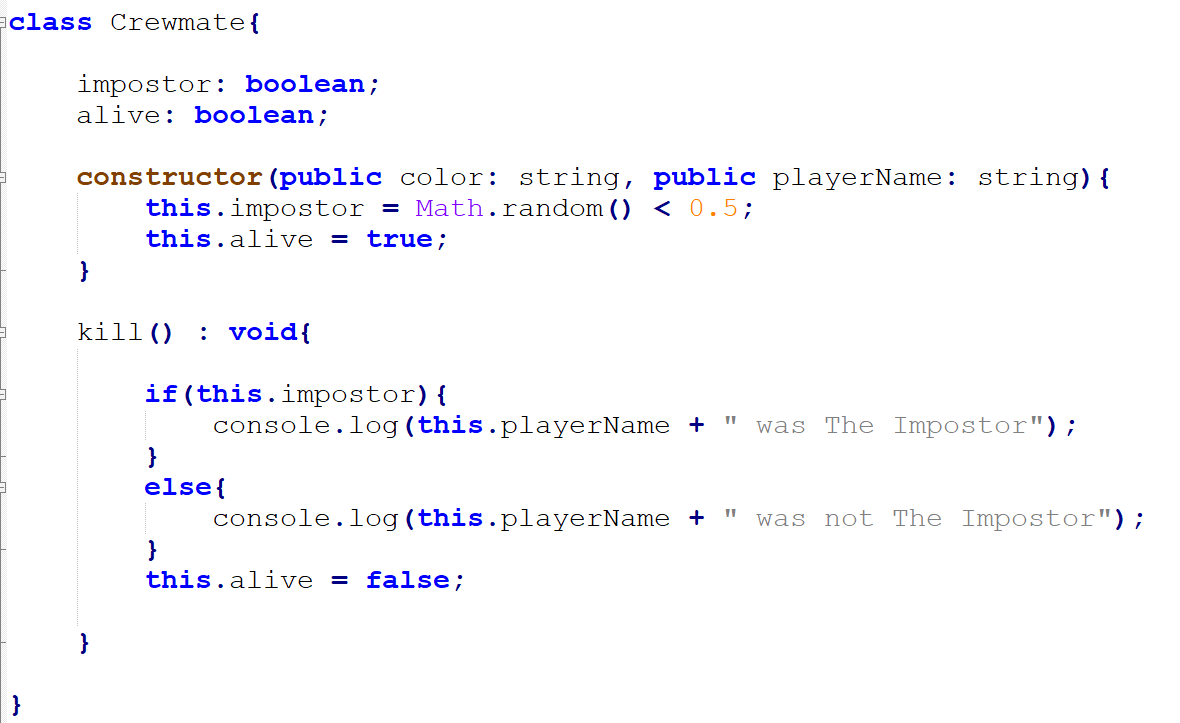 class Crewmate{
impostor: boolean;
alive: boolean;
constructor(public color: string, public playerName: string){
this.impostor = Math.random() < 0.5;
this.alive = true;
}
kill() : void{
if(this.impostor){
console.log(this.playerName + " was The Impostor");
}
else{
console.log(this.playerName + " was not The Impostor");
}
this.alive = false;
}
}